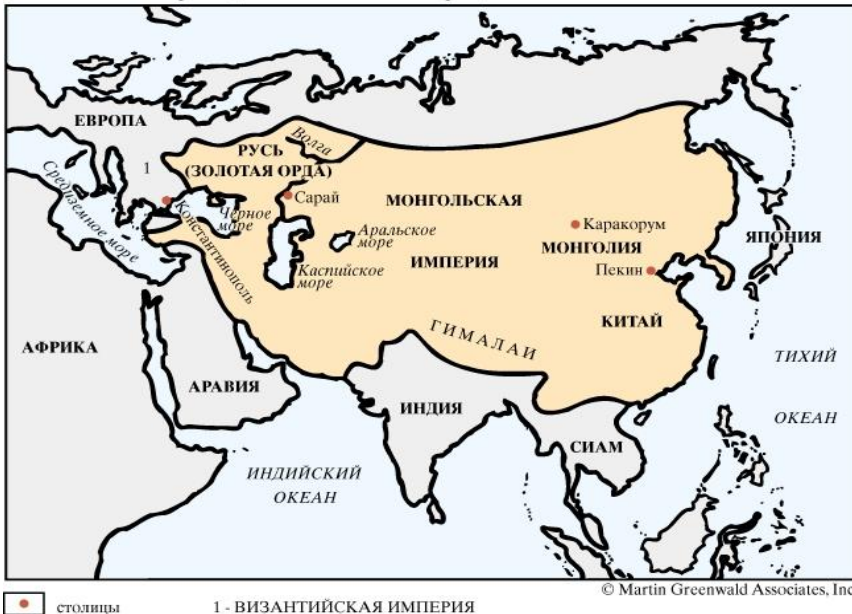 ЕВРОПА
1
РУСЬ
(ЗОЛОТАЯ ОРДА)
Волга
Средиземное море
Константинополь
Черное
море
Сарай
МОНГОЛЬСКАЯ
ИМПЕРИЯ
Аральское
море
Каспийское
море
Каракорум
МОНГОЛИЯ
Пекин
ЯПОНИЯ
КИТАЙ
ГИМАЛАИ
АФРИКА
АРАВИЯ
ИНДИЯ
СИАМ
ТИХИЙ
ОКЕАН
ИНДИЙСКИЙ
ОКЕАН
© Martin Greenwald Associates, Inc
столицы
1 - ВИЗАНТИЙСКАЯ ИМПЕРИЯ